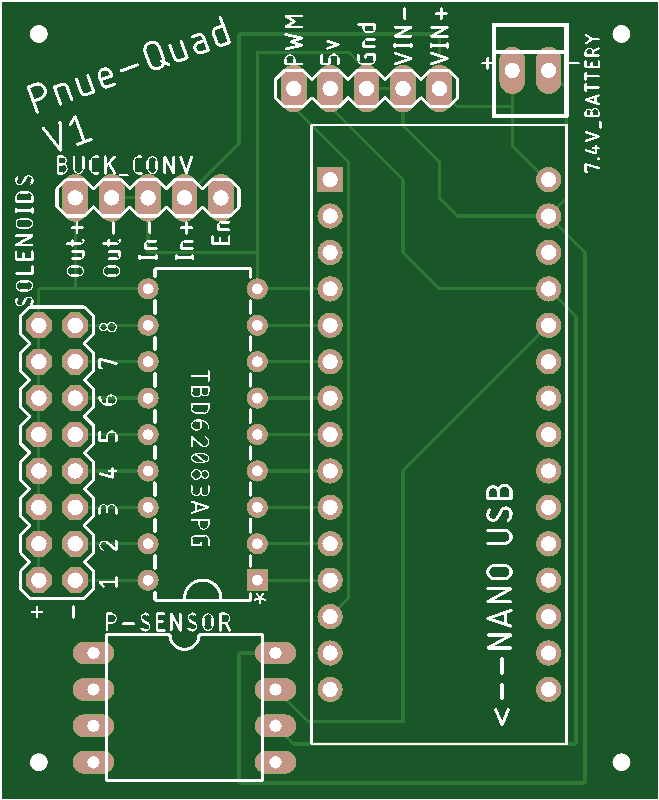 Pnue-Quad
V1
PWM
5v
Gnd
VIN-
VIN+
+ -
7.4V_BATTERY
BUCK_CONV
Out+
Out-
In-
In+
En
SOLENOIDS
8
7
6
5
4
3
2
1
+ -
TBD62083APG
*
P-SENSOR
<--NANO USB